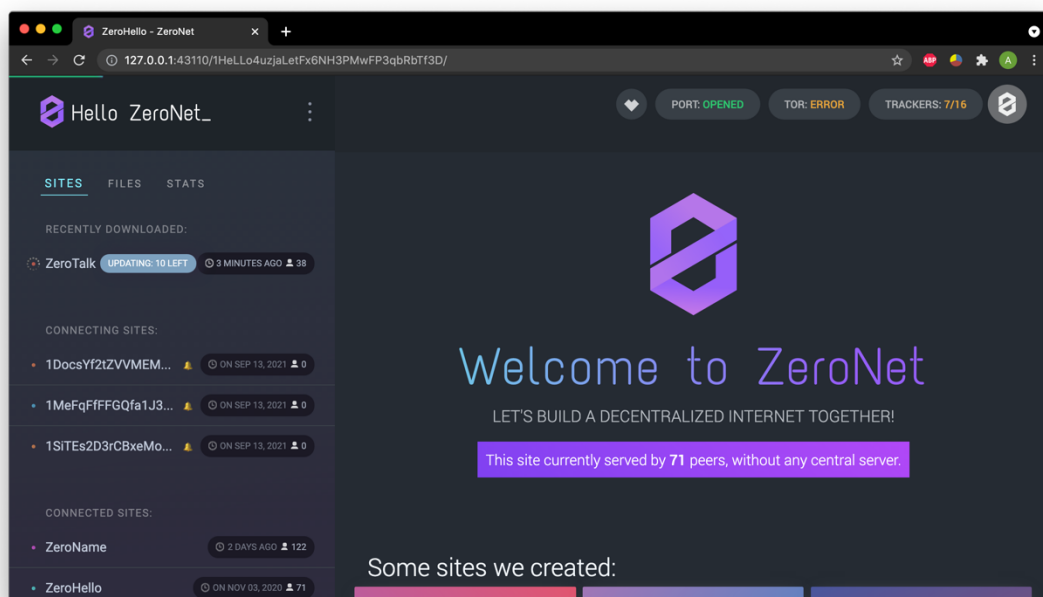 ZeroHello - ZeroNet
127.0.0.1:43110/1HeLLo4uzjaLetFx6NH3PMwFP3qbRbTf3D/
ABP
A
Hello ZeroNet_
PORT: OPENED
TOR: ERROR
TRACKERS: 7/16
SITES FILES STATS
RECENTLY DOWNLOADED:
ZeroTalk UPDATING: 10 LEFT 3 MINUTES AGO 38
CONNECTING SITES:
1DocsYf2tZVVMEM... ON SEP 13, 2021 0
1MeFqFfFFGQfa1J3... ON SEP 13, 2021 0
1SiTEs2D3rCBxeMo... ON SEP 13, 2021 0
CONNECTED SITES:
ZeroName 2 DAYS AGO 122
ZeroHello ON NOV 03, 2020 71
Welcome to ZeroNet
LET'S BUILD A DECENTRALIZED INTERNET TOGETHER!
This site currently served by 71 peers, without any central server.
Some sites we created: